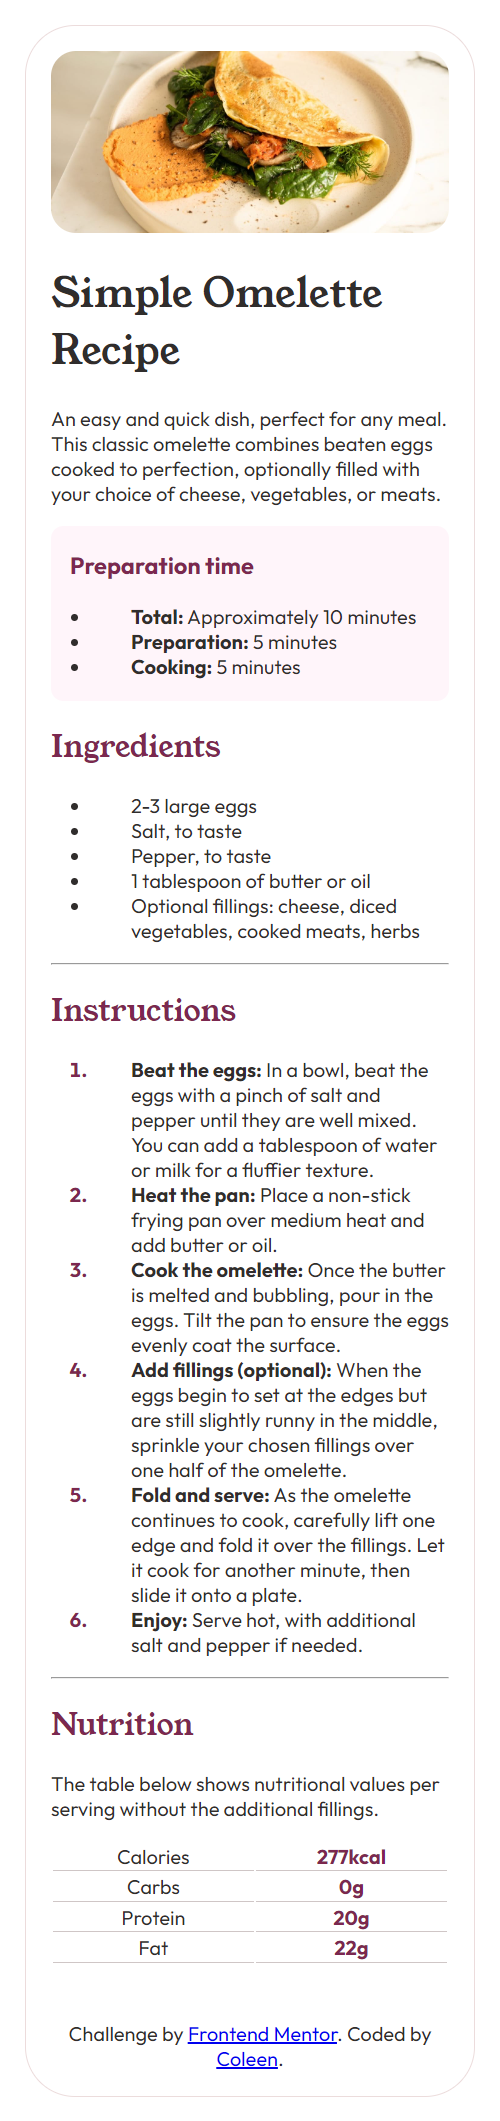 Simple Omelette
Recipe
An easy and quick dish, perfect for any meal.
This classic omelette combines beaten eggs
cooked to perfection, optionally filled with
your choice of cheese, vegetables, or meats.
Preparation time
• Total: Approximately 10 minutes
• Preparation: 5 minutes
• Cooking: 5 minutes
Ingredients
• 2-3 large eggs
• Salt, to taste
• Pepper, to taste
• 1 tablespoon of butter or oil
• Optional fillings: cheese, diced
vegetables, cooked meats, herbs
Instructions
1. Beat the eggs: In a bowl, beat the
eggs with a pinch of salt and
pepper until they are well mixed.
You can add a tablespoon of water
or milk for a fluffier texture.
2. Heat the pan: Place a non-stick
frying pan over medium heat and
add butter or oil.
3. Cook the omelette: Once the butter
is melted and bubbling, pour in the
eggs. Tilt the pan to ensure the eggs
evenly coat the surface.
4. Add fillings (optional): When the
eggs begin to set at the edges but
are still slightly runny in the middle,
sprinkle your chosen fillings over
one half of the omelette.
5. Fold and serve: As the omelette
continues to cook, carefully lift one
edge and fold it over the fillings. Let
it cook for another minute, then
slide it onto a plate.
6. Enjoy: Serve hot, with additional
salt and pepper if needed.
Nutrition
The table below shows nutritional values per
serving without the additional fillings.
Calories 277kcal
Carbs 0g
Protein 20g
Fat 22g
Challenge by Frontend Mentor. Coded by
Coleen.